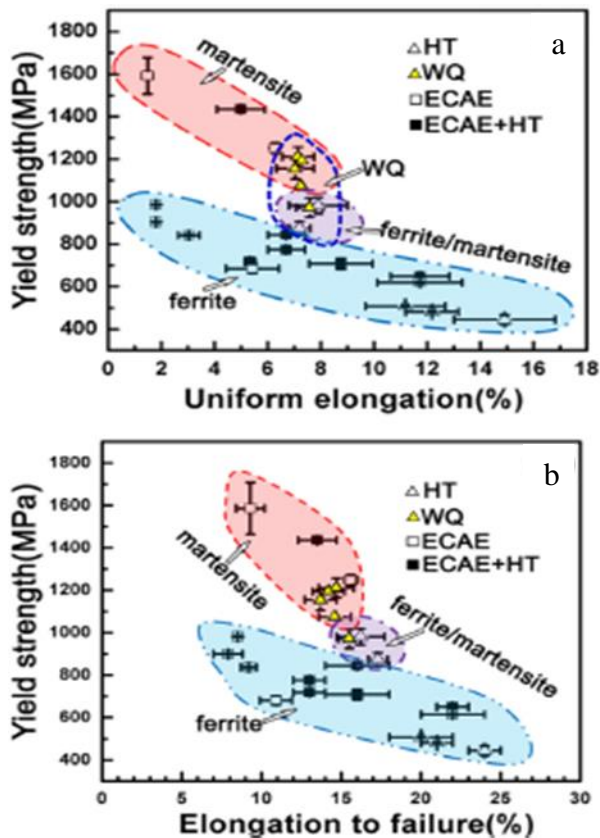 a
1800
1600
1400
1200
1000
800
600
400
Yield strength(MPa)
martensite
HT
WQ
ECAE
ECAE+HT
WQ
ferrite/martensite
ferrite
0 2 4 6 8 10 12 14 16 18
Uniform elongation(%)
b
1800
1600
1400
1200
1000
800
600
400
Yield strength(MPa)
HT
WQ
ECAE
ECAE+HT
martensite
ferrite/martensite
ferrite
0 5 10 15 20 25 30
Elongation to failure(%)